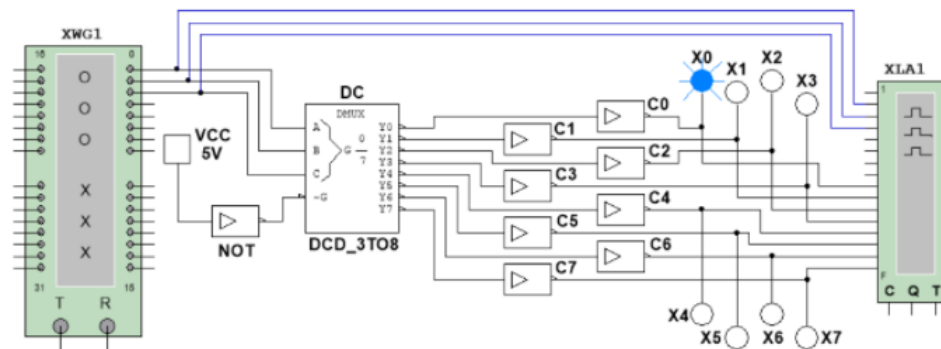 XWG1
16
0
O
O
O
X
X
X
31
15
T
R
VCC
5V
NOT
DC
DMUX
A
B
C
G
0
7
~G
Y0
Y1
Y2
Y3
Y4
Y5
Y6
Y7
DCD_3TO8
C0
C1
C2
C3
C4
C5
C6
C7
X0
X1
X2
X3
X4
X5
X6
X7
XLA1
1
F
C Q T